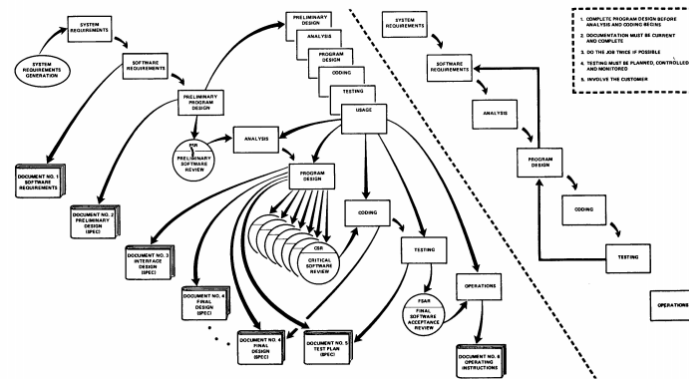 SYSTEM
REQUIREMENTS
SYSTEM
REQUIREMENTS
GENERATION
SOFTWARE
REQUIREMENTS
PRELIMINARY
PROGRAM
DESIGN
PSR
PRELIMINARY
SOFTWARE
REVIEW
ANALYSIS
PROGRAM
DESIGN
PRELIMINARY
DESIGN
ANALYSIS
PROGRAM
DESIGN
CODING
TESTING
USAGE
CODING
TESTING
OPERATIONS
CSR
CRITICAL
SOFTWARE
REVIEW
FSAR
FINAL
SOFTWARE
ACCEPTANCE
REVIEW
DOCUMENT NO. 1
SOFTWARE
REQUIREMENTS
DOCUMENT NO. 2
PRELIMINARY
DESIGN
(SPEC)
DOCUMENT NO. 3
INTERFACE
DESIGN
(SPEC)
DOCUMENT NO. 4
FINAL
DESIGN
(SPEC)
DOCUMENT NO. 4
FINAL
DESIGN
(SPEC)
DOCUMENT NO. 5
TEST PLAN
(SPEC)
DOCUMENT NO. 6
OPERATING
INSTRUCTIONS
SYSTEM
REQUIREMENTS
SOFTWARE
REQUIREMENTS
ANALYSIS
PROGRAM
DESIGN
CODING
TESTING
OPERATIONS
1. COMPLETE PROGRAM DESIGN BEFORE
ANALYSIS AND CODING BEGINS
2. DOCUMENTATION MUST BE CURRENT
AND COMPLETE
3. DO THE JOB TWICE IF POSSIBLE
4. TESTING MUST BE PLANNED, CONTROLLED
AND MONITORED
5. INVOLVE THE CUSTOMER